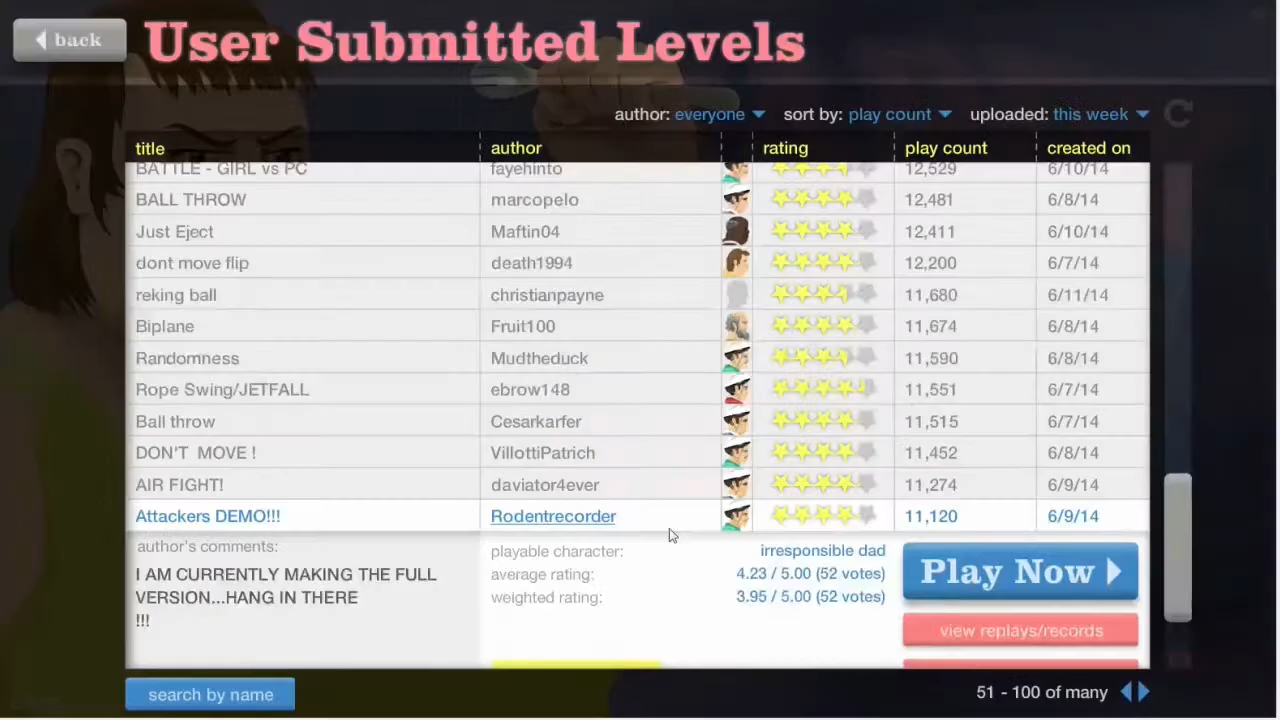 back
User Submitted Levels
author: everyone sort by: play count uploaded: this week
title author rating play count created on
BATTLE - GIRL vs PC fayehinto 12,529 6/10/14
BALL THROW marcopelo 12,481 6/8/14
Just Eject Maftin04 12,411 6/10/14
dont move flip death1994 12,200 6/7/14
reking ball christianpayne 11,680 6/11/14
Biplane Fruit100 11,674 6/8/14
Randomness Mudtheduck 11,590 6/8/14
Rope Swing/JETFALL ebrow148 11,551 6/7/14
Ball throw Cesarkarfer 11,515 6/7/14
DON'T MOVE ! VillottiPatrich 11,452 6/8/14
AIR FIGHT! daviator4ever 11,274 6/9/14
Attackers DEMO!!! Rodentrecorder 11,120 6/9/14
author's comments:
I AM CURRENTLY MAKING THE FULL
VERSION...HANG IN THERE
!!!
playable character: irresponsible dad
average rating: 4.23 / 5.00 (52 votes)
weighted rating: 3.95 / 5.00 (52 votes)
Play Now
view replays/records
search by name
51 - 100 of many